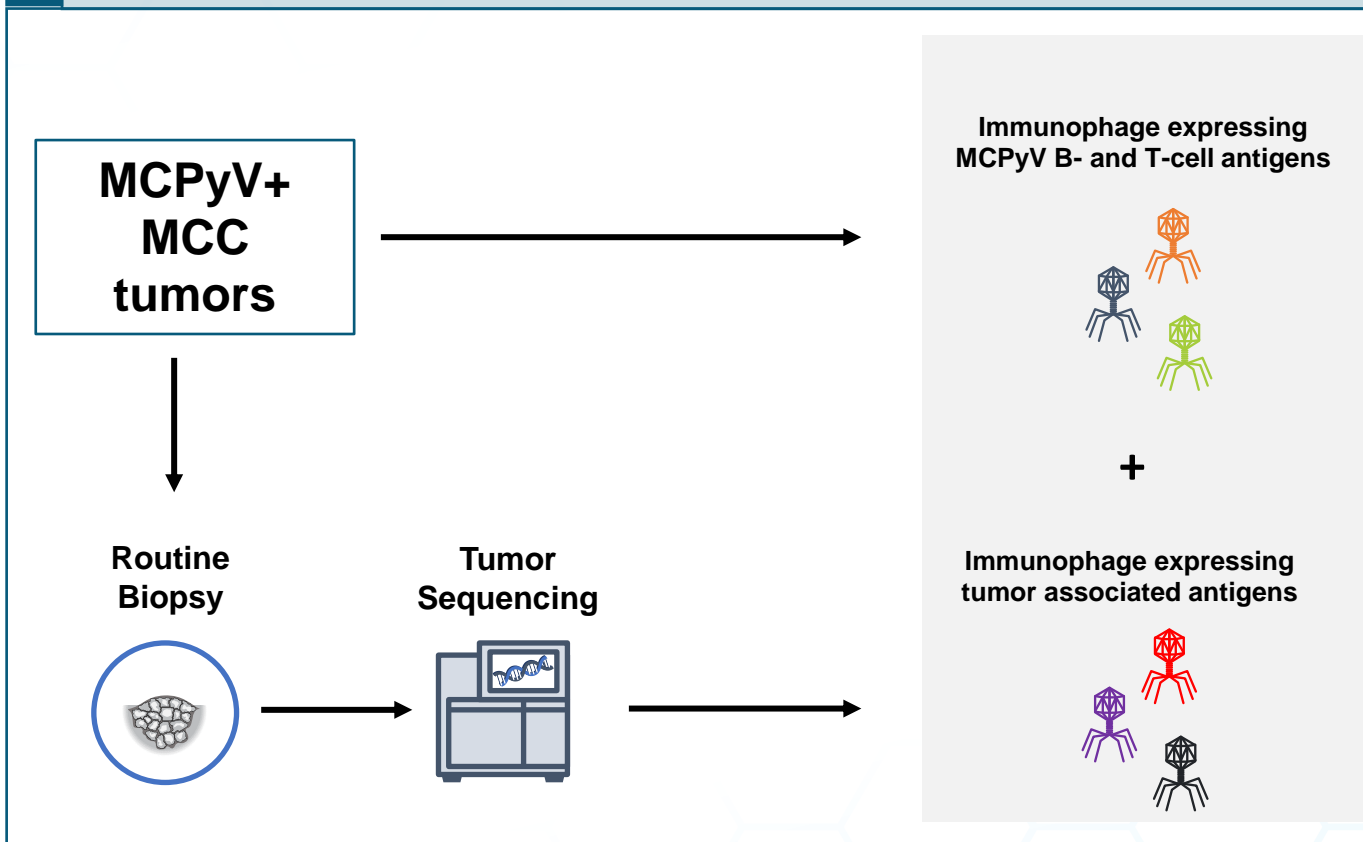 MCPyV+
MCC
tumors
Immunophage expressing
MCPyV B- and T-cell antigens
+
Routine
Biopsy
Tumor
Sequencing
Immunophage expressing
tumor associated antigens